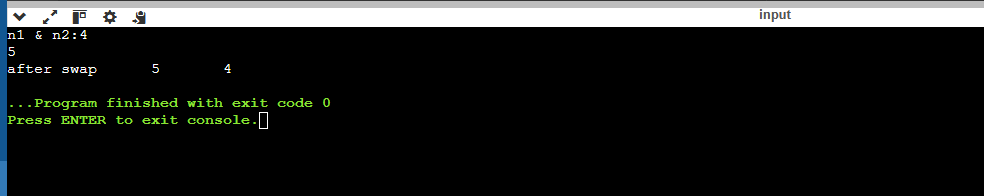 input
n1 & n2:4
5
after swap      5       4
...Program finished with exit code 0
Press ENTER to exit console.